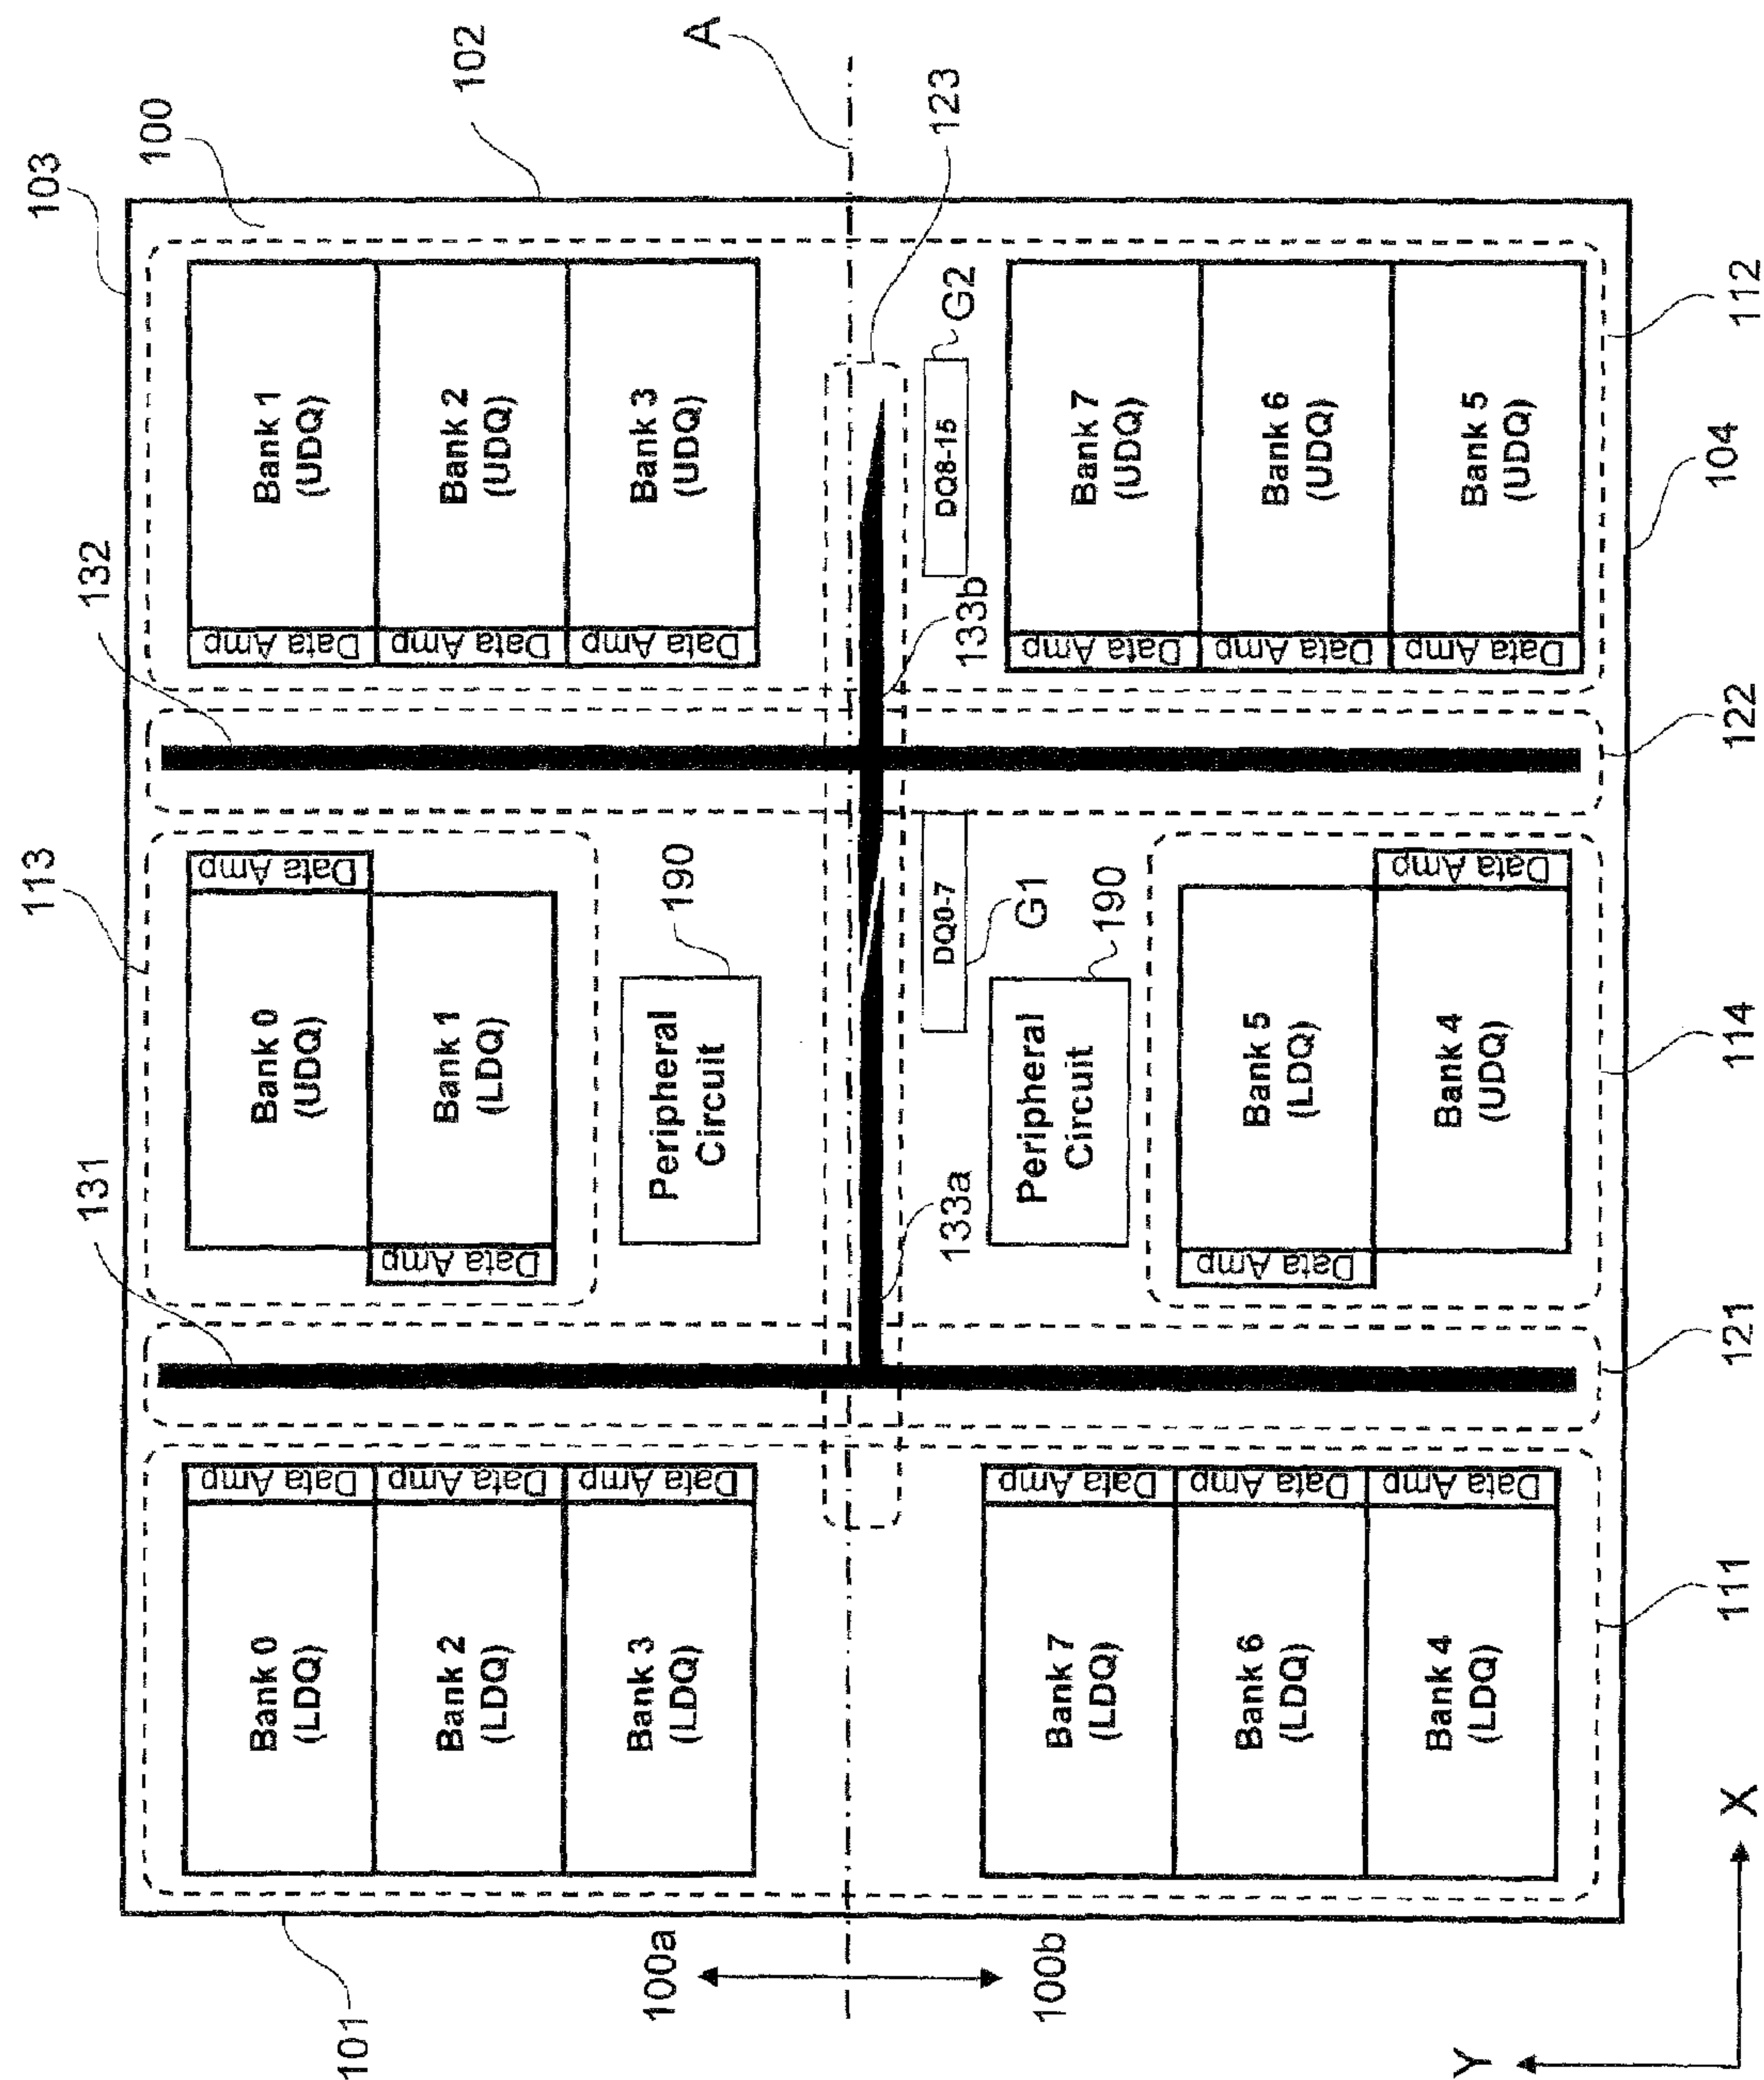 113
103
131
132
100
Bank 0
(LDQ)
Data Amp
Bank 0
(UDQ)
Data Amp
Data Amp
Bank 1
(UDQ)
101
102
Bank 2
(LDQ)
Data Amp
Data Amp
Bank 1
(LDQ)
Data Amp
Bank 2
(UDQ)
Bank 3
(LDQ)
Data Amp
Peripheral
Circuit
190
Data Amp
Bank 3
(UDQ)
100a
A
133a
DQ0-7
133b
DQ8-15
G2
123
100b
G1
Bank 7
(LDQ)
Data Amp
Peripheral
Circuit
190
Data Amp
Bank 7
(UDQ)
Bank 6
(LDQ)
Data Amp
Data Amp
Bank 5
(LDQ)
Data Amp
Bank 6
(UDQ)
Bank 4
(LDQ)
Data Amp
Bank 4
(UDQ)
Data Amp
Data Amp
Bank 5
(UDQ)
Y
X
111
121
114
122
104
112